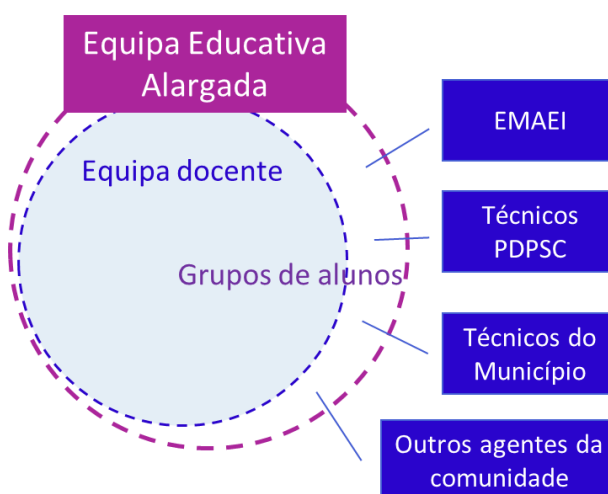 Equipa Educativa
Alargada
Equipa docente
Grupos de alunos
EMAEI
Técnicos
PDPSC
Técnicos do
Município
Outros agentes da
comunidade